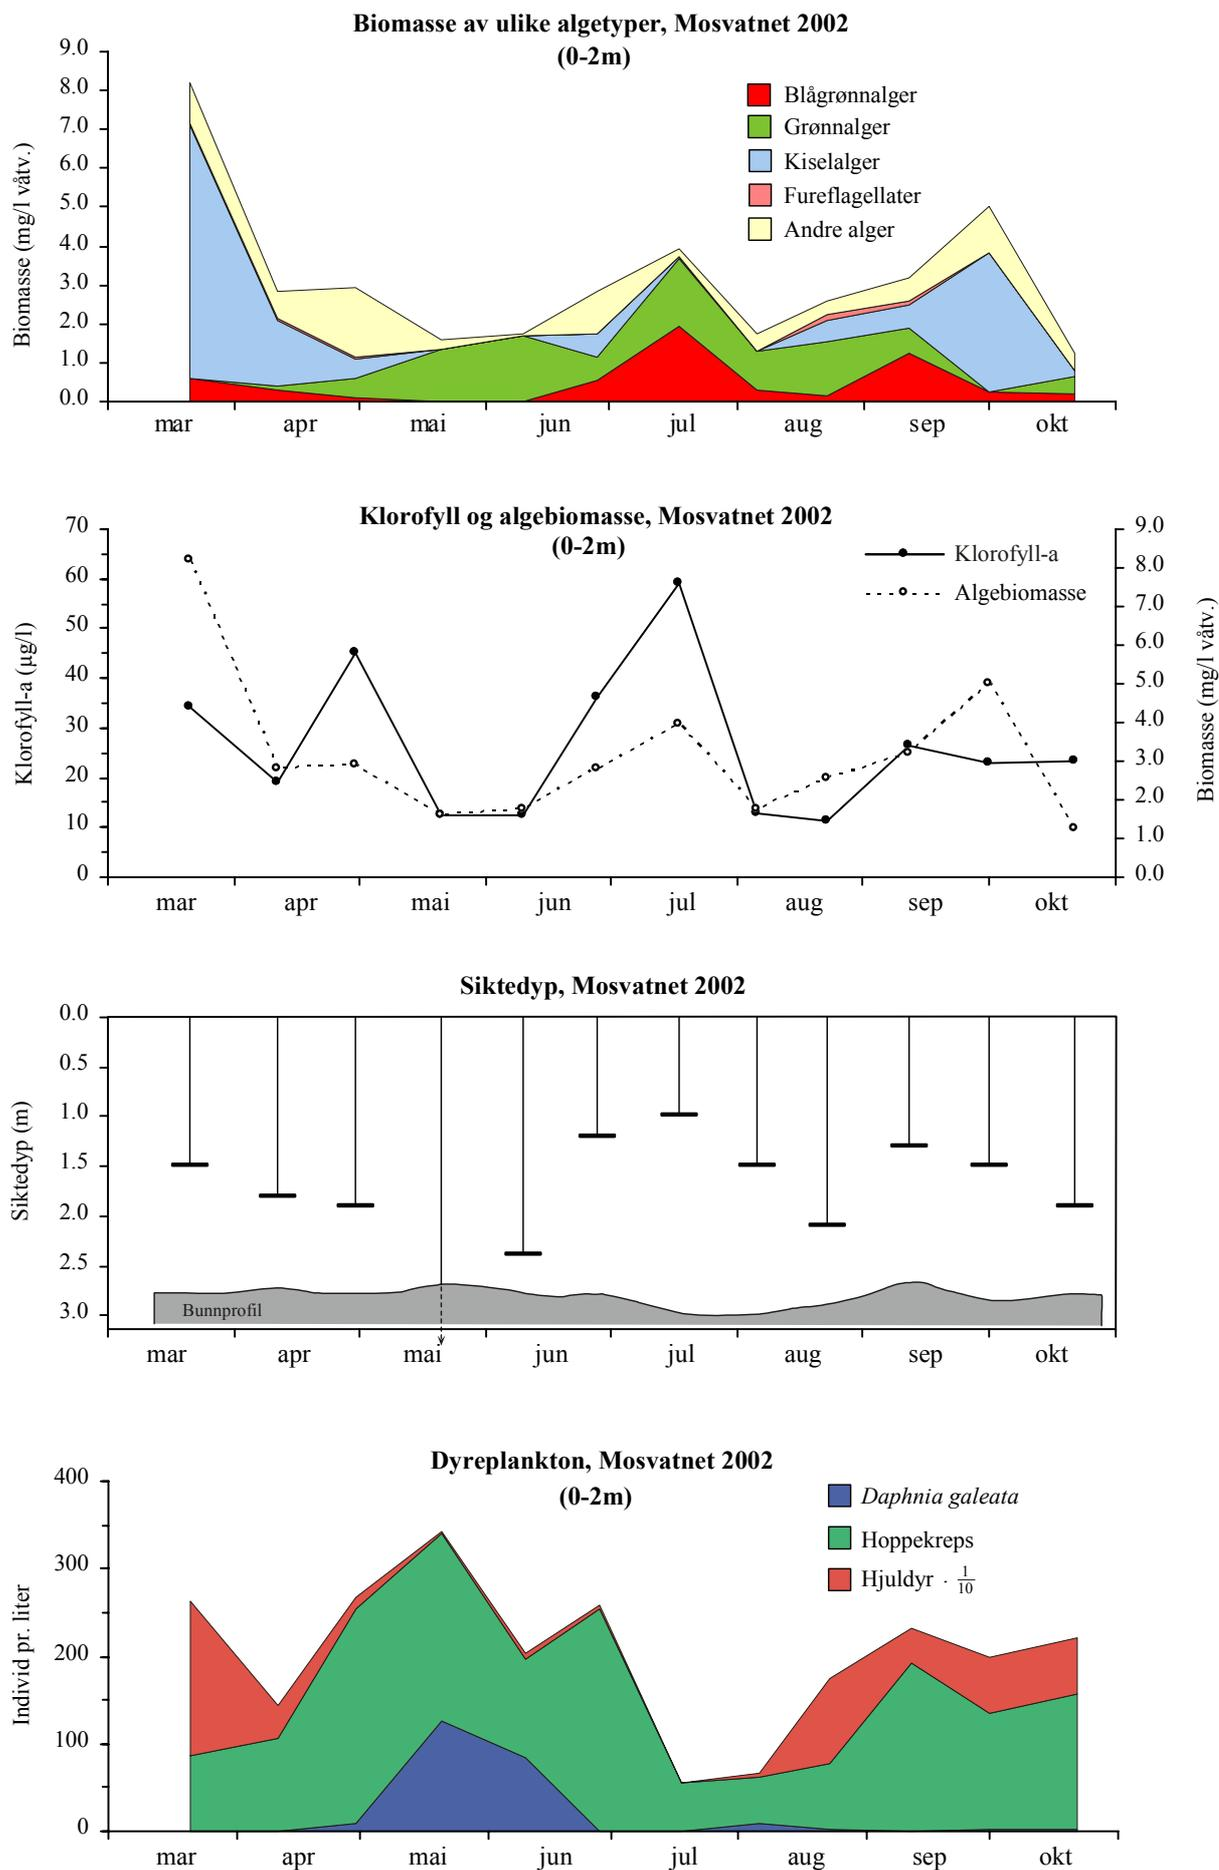 Biomasse av ulike algetyper, Mosvatnet 2002
(0-2m)
Biomasse (mg/l våtv.)
9.0
8.0
7.0
6.0
5.0
4.0
3.0
2.0
1.0
0.0
Blågrønnalger
Grønnalger
Kiselalger
Fureflagellater
Andre alger
mar apr mai jun jul aug sep okt
Klorofyll og algebiomasse, Mosvatnet 2002
(0-2m)
Klorofyll-a (µg/l)
70
60
50
40
30
20
10
0
Klorofyll-a
Algebiomasse
9.0
8.0
7.0
6.0
5.0
4.0
3.0
2.0
1.0
0.0
Biomasse (mg/l våtv.)
mar apr mai jun jul aug sep okt
Siktedyp, Mosvatnet 2002
Siktedyp (m)
0.0
0.5
1.0
1.5
2.0
2.5
3.0
Bunnprofil
mar apr mai jun jul aug sep okt
Dyreplankton, Mosvatnet 2002
(0-2m)
Individ pr. liter
400
300
200
100
0
Daphnia galeata
Hoppekreps
Hjuldyr · 1/10
mar apr mai jun jul aug sep okt